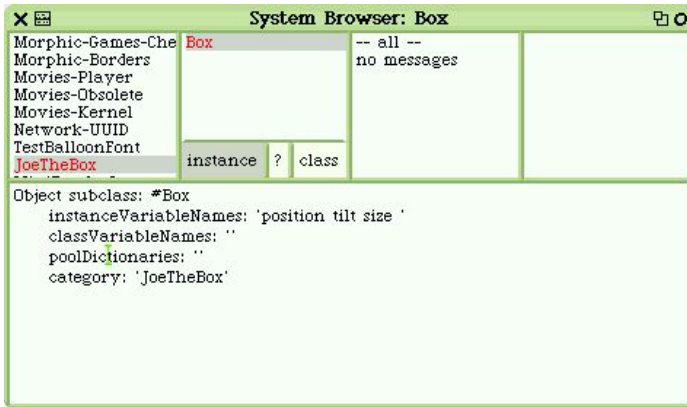 System Browser: Box
Morphic-Games-Che
Morphic-Borders
Movies-Player
Movies-Obsolete
Movies-Kernel
Network-UUID
TestBalloonFont
JoeTheBox
Box
instance ? class
-- all --
no messages
Object subclass: #Box
instanceVariableNames: 'position tilt size '
classVariableNames: ''
poolDictionaries: ''
category: 'JoeTheBox'